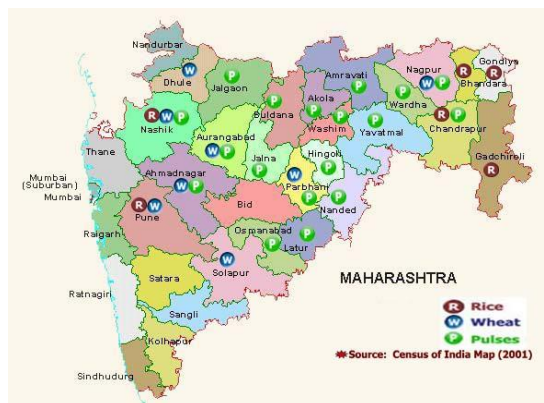 Nandurbar
Dhule
W
Jalgaon
P
Buldana
P
Akola
P
Amravati
P
Washim
P
Wardha
P
Nagpur
W P
Bhandara
R
Gondiya
R
Yavatmal
P
Chandrapur
R P
Gadchiroli
R
Nashik
R W P
Aurangabad
W P
Jalna
P
Hingoli
P
Parbhani
W
P
Nanded
P
Thane
Mumbai
(Suburban)
Mumbai
Ahmadnagar
W P
Bid
Pune
R W
Raigarh
Osmanabad
P
Latur
P
Solapur
W
Satara
Ratnagiri
Sangli
Kolhapur
Sindhudurg
MAHARASHTRA
R Rice
W Wheat
P Pulses
Source: Census of India Map (2001)